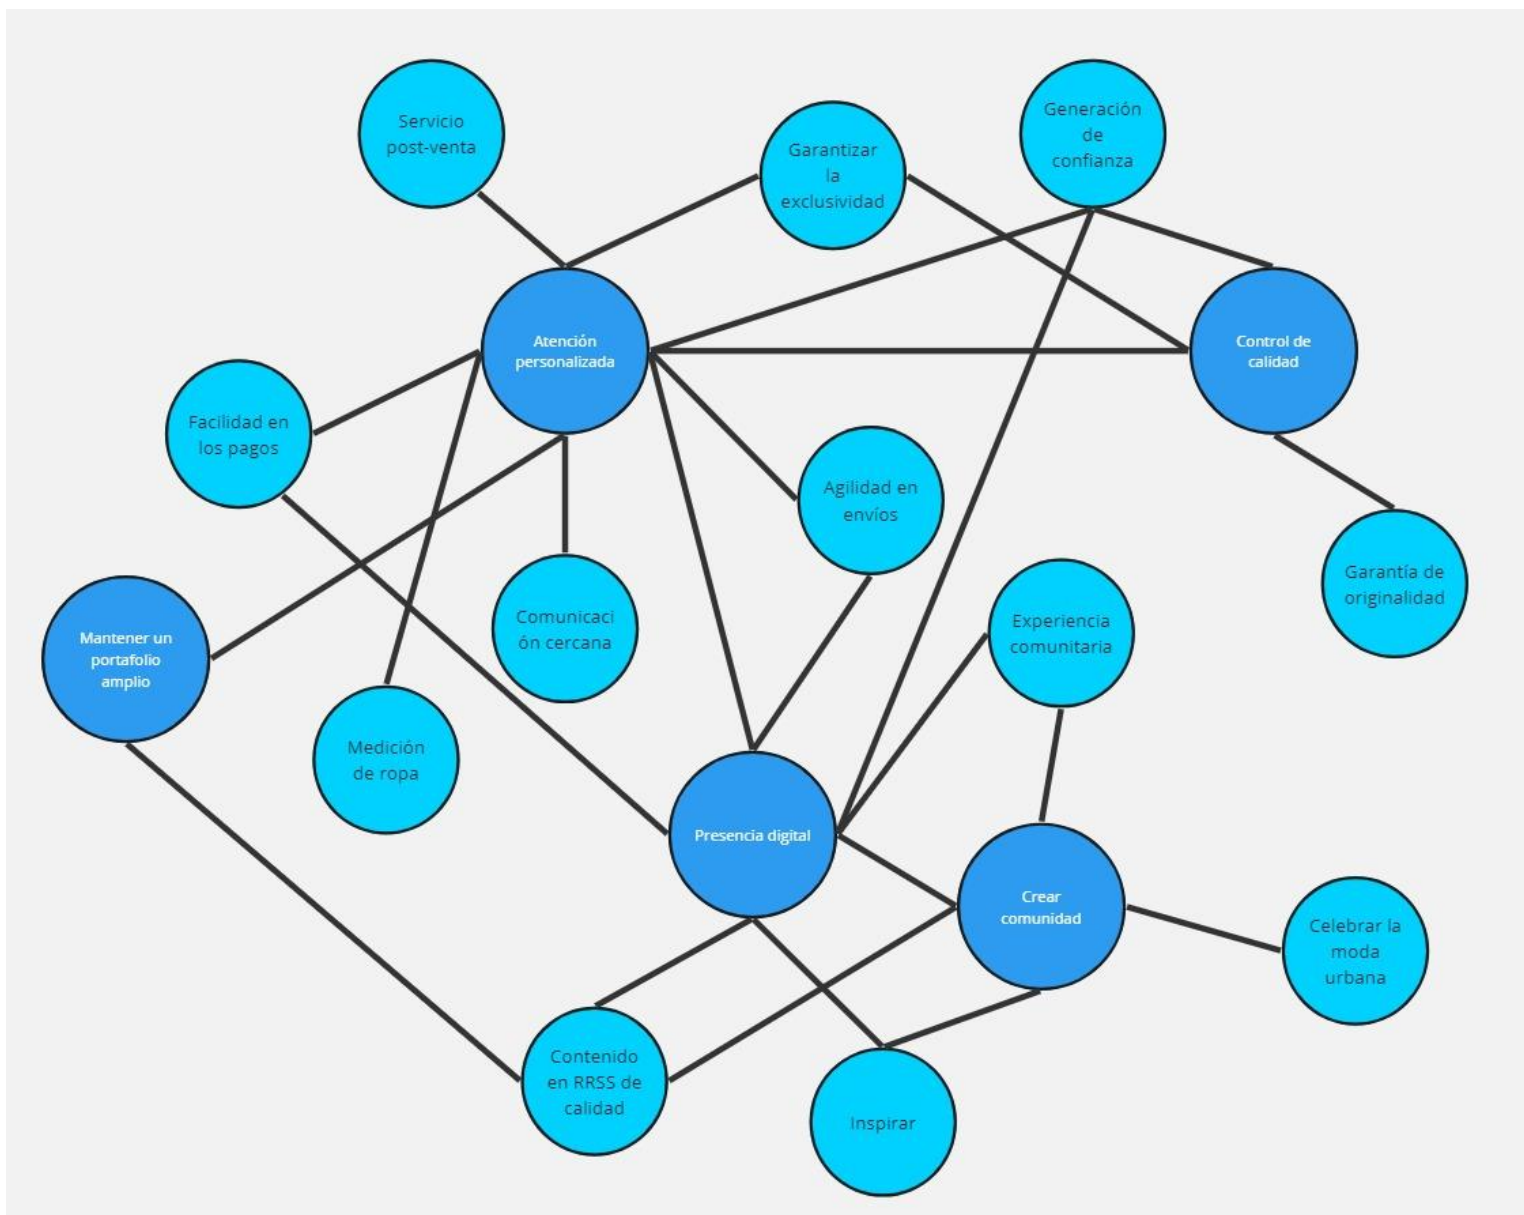 Servicio
post-venta
Garantizar
la
exclusividad
Generación
de
confianza
Atención
personalizada
Control de
calidad
Facilidad en
los pagos
Agilidad en
envíos
Garantía de
originalidad
Comunicaci
ón cercana
Experiencia
comunitaria
Mantener un
portafolio
amplio
Medición
de ropa
Presencia digital
Crear
comunidad
Celebrar la
moda
urbana
Contenido
en RRSS de
calidad
Inspirar